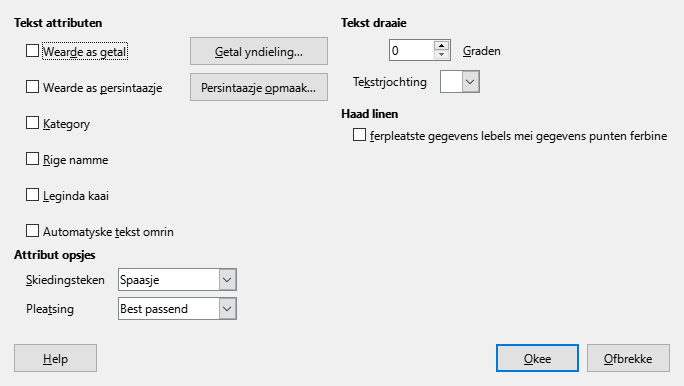 Tekst attributen
Wearde as getal
Getal yndieling...
Wearde as persintaazje
Persintaazje opmaak...
Kategory
Rige namme
Leginda kaai
Automatyske tekst omrin
Attribut opsjes
Skiedingsteken
Spaasje
Pleatsing
Best passend
Tekst draaie
0
Graden
Tekstrjochting
Haad linen
ferpleatste gegevens lebels mei gegevens punten ferbine
Help
Okee
Ofbrekke